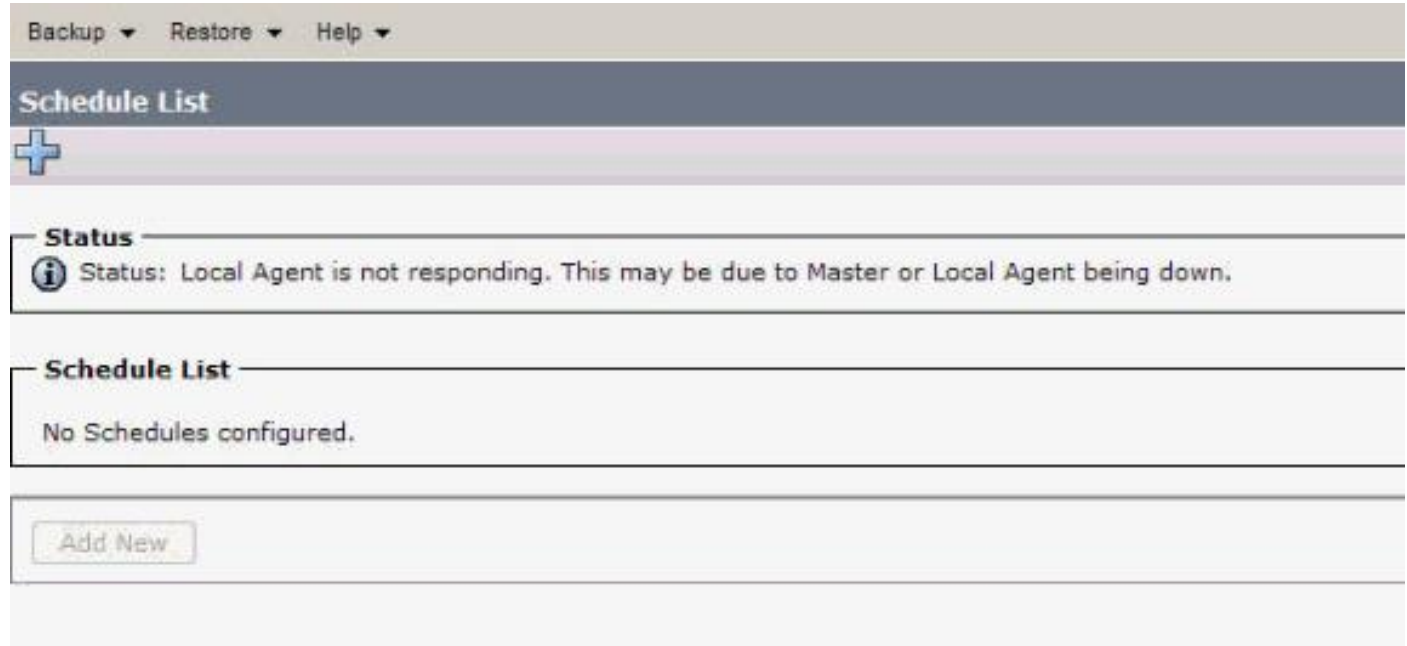 Backup Restore Help
Schedule List
Status
Status: Local Agent is not responding. This may be due to Master or Local Agent being down.
Schedule List
No Schedules configured.
Add New